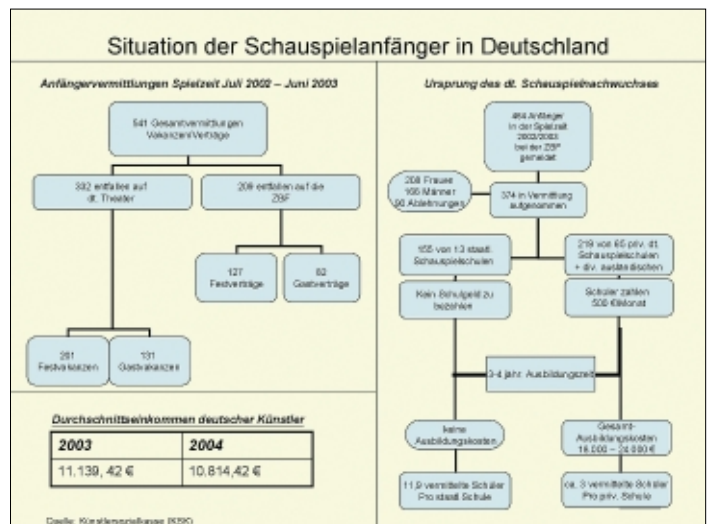 Situation der Schauspielanfänger in Deutschland
Anfängervermittlungen Spielzeit Juli 2002 – Juni 2003
541 Gesamtvermittlungen
Vakanzen/Verträge
332 entfallen auf
dt. Theater
209 entfallen auf die
ZBF
127
Festverträge
82
Gastverträge
201
Festvakanzen
131
Gastvakanzen
Durchschnittseinkommen deutscher Künstler
2003
2004
11.139, 42 €
10.814,42 €
Quelle: Künstlersozialkasse (KSK)
Ursprung des dt. Schauspielnachwuchses
464 Anfänger
in der Spielzeit
2002/2003
bei der ZBF
gemeldet
208 Frauen
166 Männer
90 Ablehnungen
374 in Vermittlung
aufgenommen
155 von 13 staatl.
Schauspielschulen
219 von 65 priv. dt.
Schauspielschulen
+ div. ausländischen
Kein Schulgeld zu
bezahlen
Schüler zahlen
500 €/Monat
3-4 jähr. Ausbildungszeit
keine
Ausbildungskosten
Gesamt-
Ausbildungskosten
18.000 – 24.000 €
11,9 vermittelte Schüler
Pro staatl. Schule
ca. 3 vermittelte Schüler
Pro priv. Schule